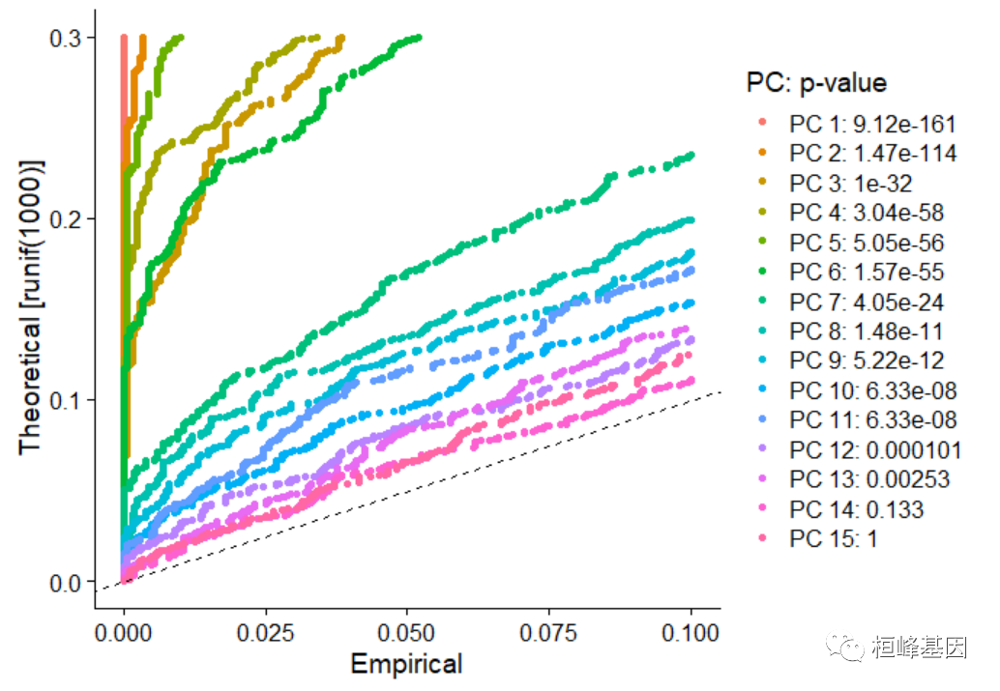 0.3
0.2
0.1
0.0
Theoretical [runif(1000)]
0.000
0.025
0.050
0.075
0.100
Empirical
PC: p-value
PC 1: 9.12e-161
PC 2: 1.47e-114
PC 3: 1e-32
PC 4: 3.04e-58
PC 5: 5.05e-56
PC 6: 1.57e-55
PC 7: 4.05e-24
PC 8: 1.48e-11
PC 9: 5.22e-12
PC 10: 6.33e-08
PC 11: 6.33e-08
PC 12: 0.000101
PC 13: 0.00253
PC 14: 0.133
PC 15: 1
桓峰基因